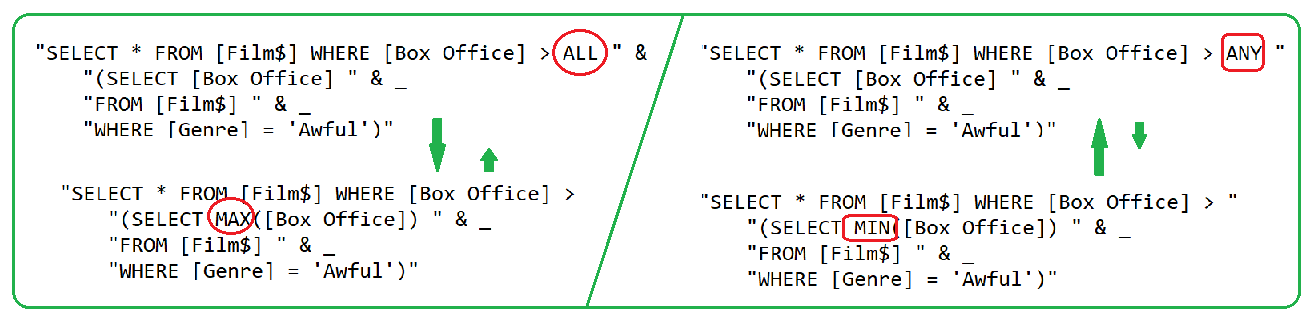 "SELECT * FROM [Film$] WHERE [Box Office] > ALL " &
"(SELECT [Box Office] " & _
"FROM [Film$] " & _
"WHERE [Genre] = 'Awful')"
"SELECT * FROM [Film$] WHERE [Box Office] >
"(SELECT MAX([Box Office]) " & _
"FROM [Film$] " & _
"WHERE [Genre] = 'Awful')"
'SELECT * FROM [Film$] WHERE [Box Office] > ANY "
"(SELECT [Box Office] " & _
"FROM [Film$] " & _
"WHERE [Genre] = 'Awful')"
"SELECT * FROM [Film$] WHERE [Box Office] > "
"(SELECT MIN([Box Office]) " & _
"FROM [Film$] " & _
"WHERE [Genre] = 'Awful')"